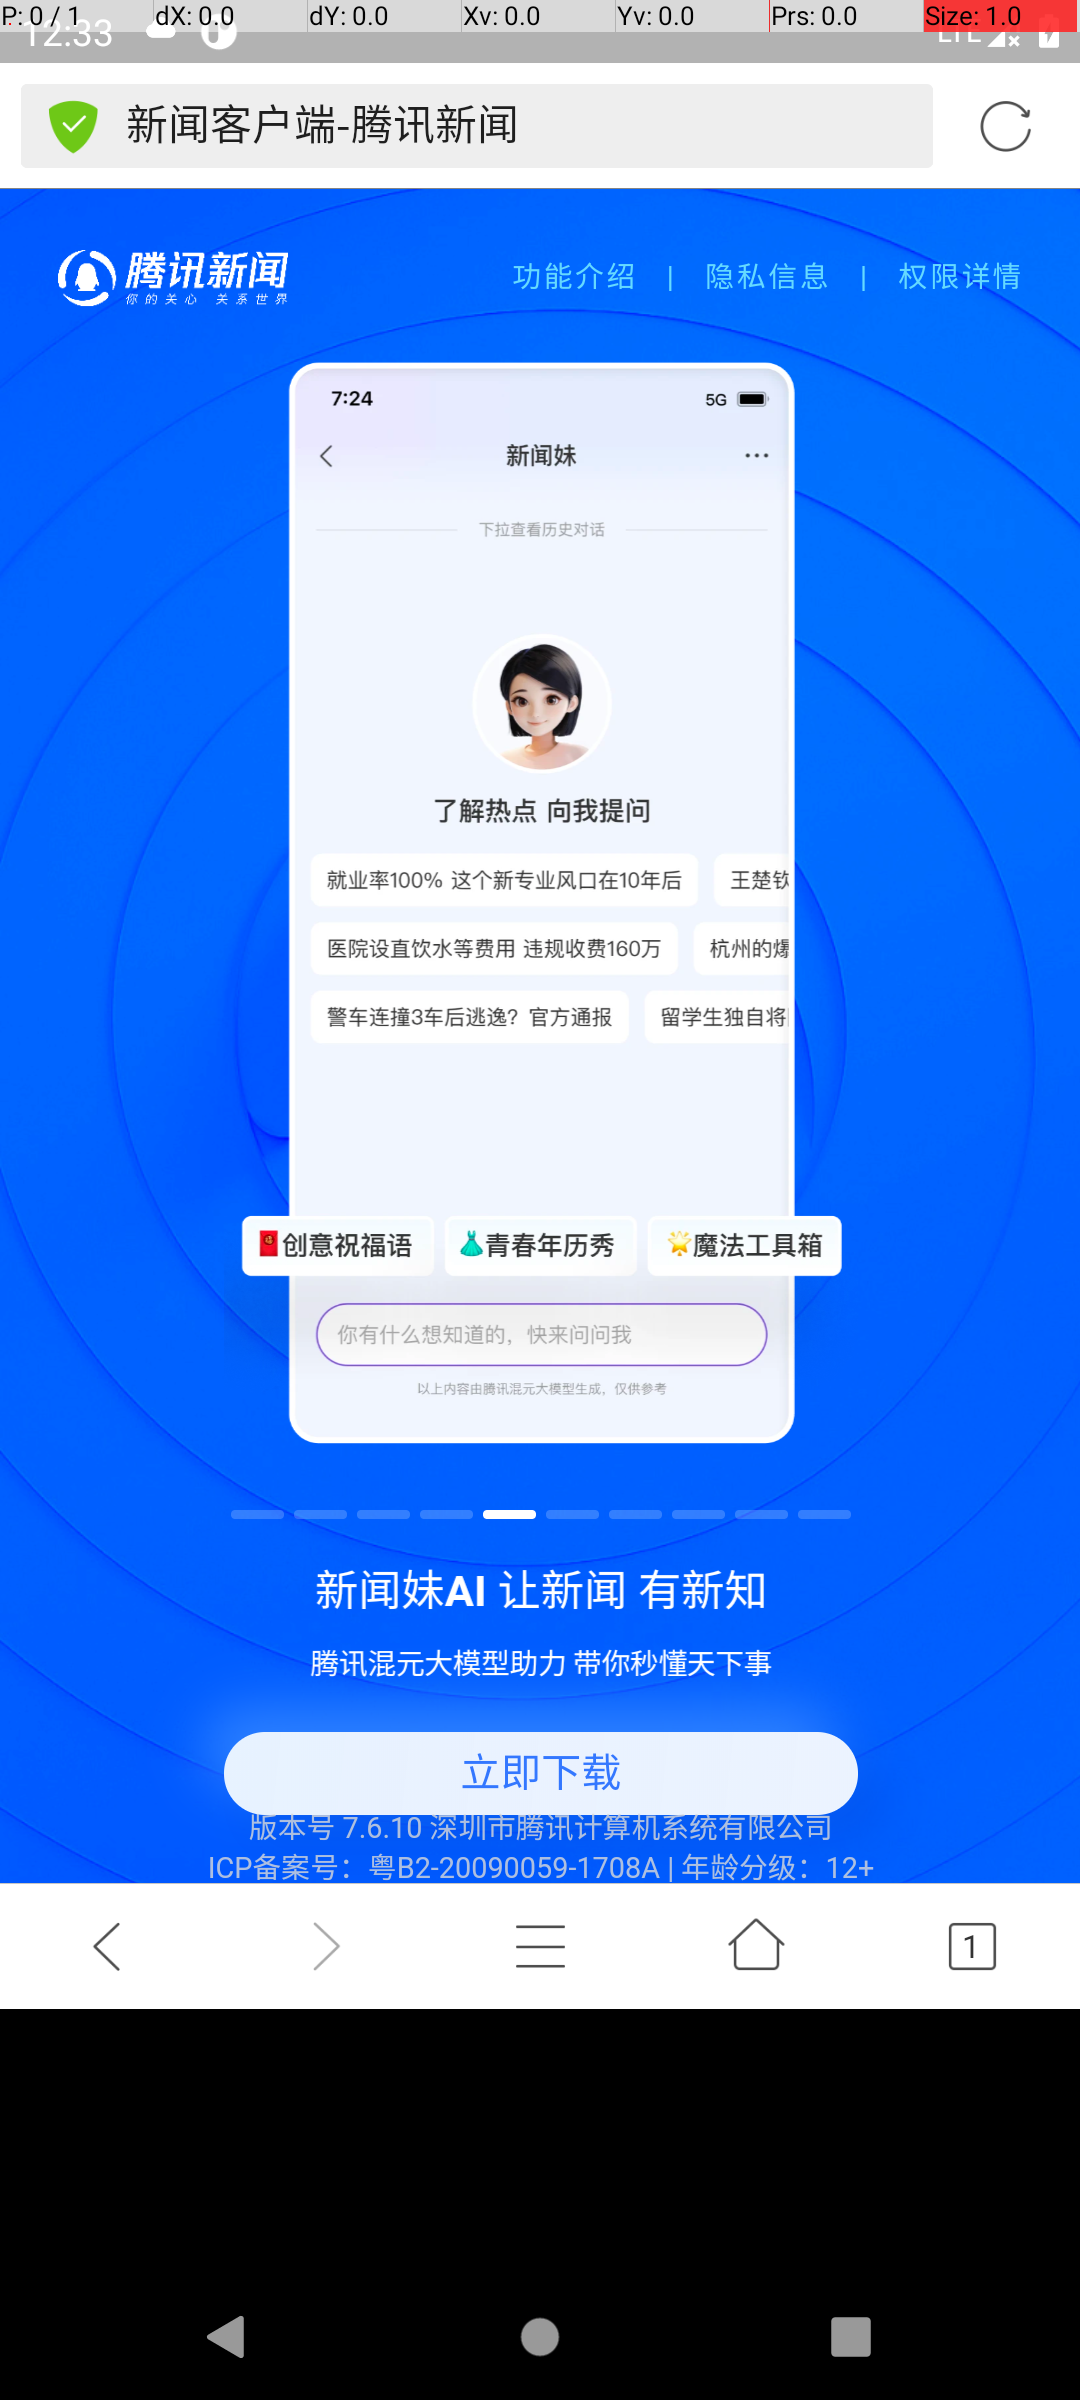 P: 0 / 1 dX: 0.0 dY: 0.0 Xv: 0.0 Yv: 0.0 Prs: 0.0 Size: 1.0
12:33 LTE
新闻客户端-腾讯新闻
腾讯新闻
你的关心 关系世界
功能介绍 | 隐私信息 | 权限详情
7:24 5G
新闻妹
下拉查看历史对话
了解热点 向我提问
就业率100% 这个新专业风口在10年后 王楚钦
医院设直饮水等费用 违规收费160万 杭州的爆
警车连撞3车后逃逸？官方通报 留学生独自将
创意祝福语 青春年历秀 魔法工具箱
你有什么想知道的，快来问问我
以上内容由腾讯混元大模型生成，仅供参考
新闻妹AI 让新闻 有新知
腾讯混元大模型助力 带你秒懂天下事
立即下载
版本号 7.6.10 深圳市腾讯计算机系统有限公司
ICP备案号：粤B2-20090059-1708A | 年龄分级：12+
1